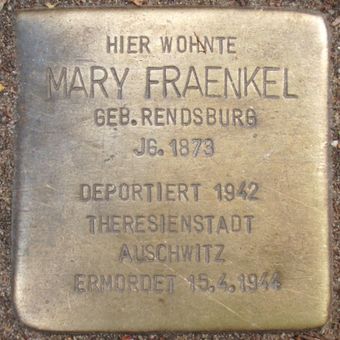 HIER WOHNTE
MARY FRAENKEL
GEB. RENDSBURG
JG. 1873
DEPORTIERT 1942
THERESIENSTADT
AUSCHWITZ
ERMORDET 15.4.1944